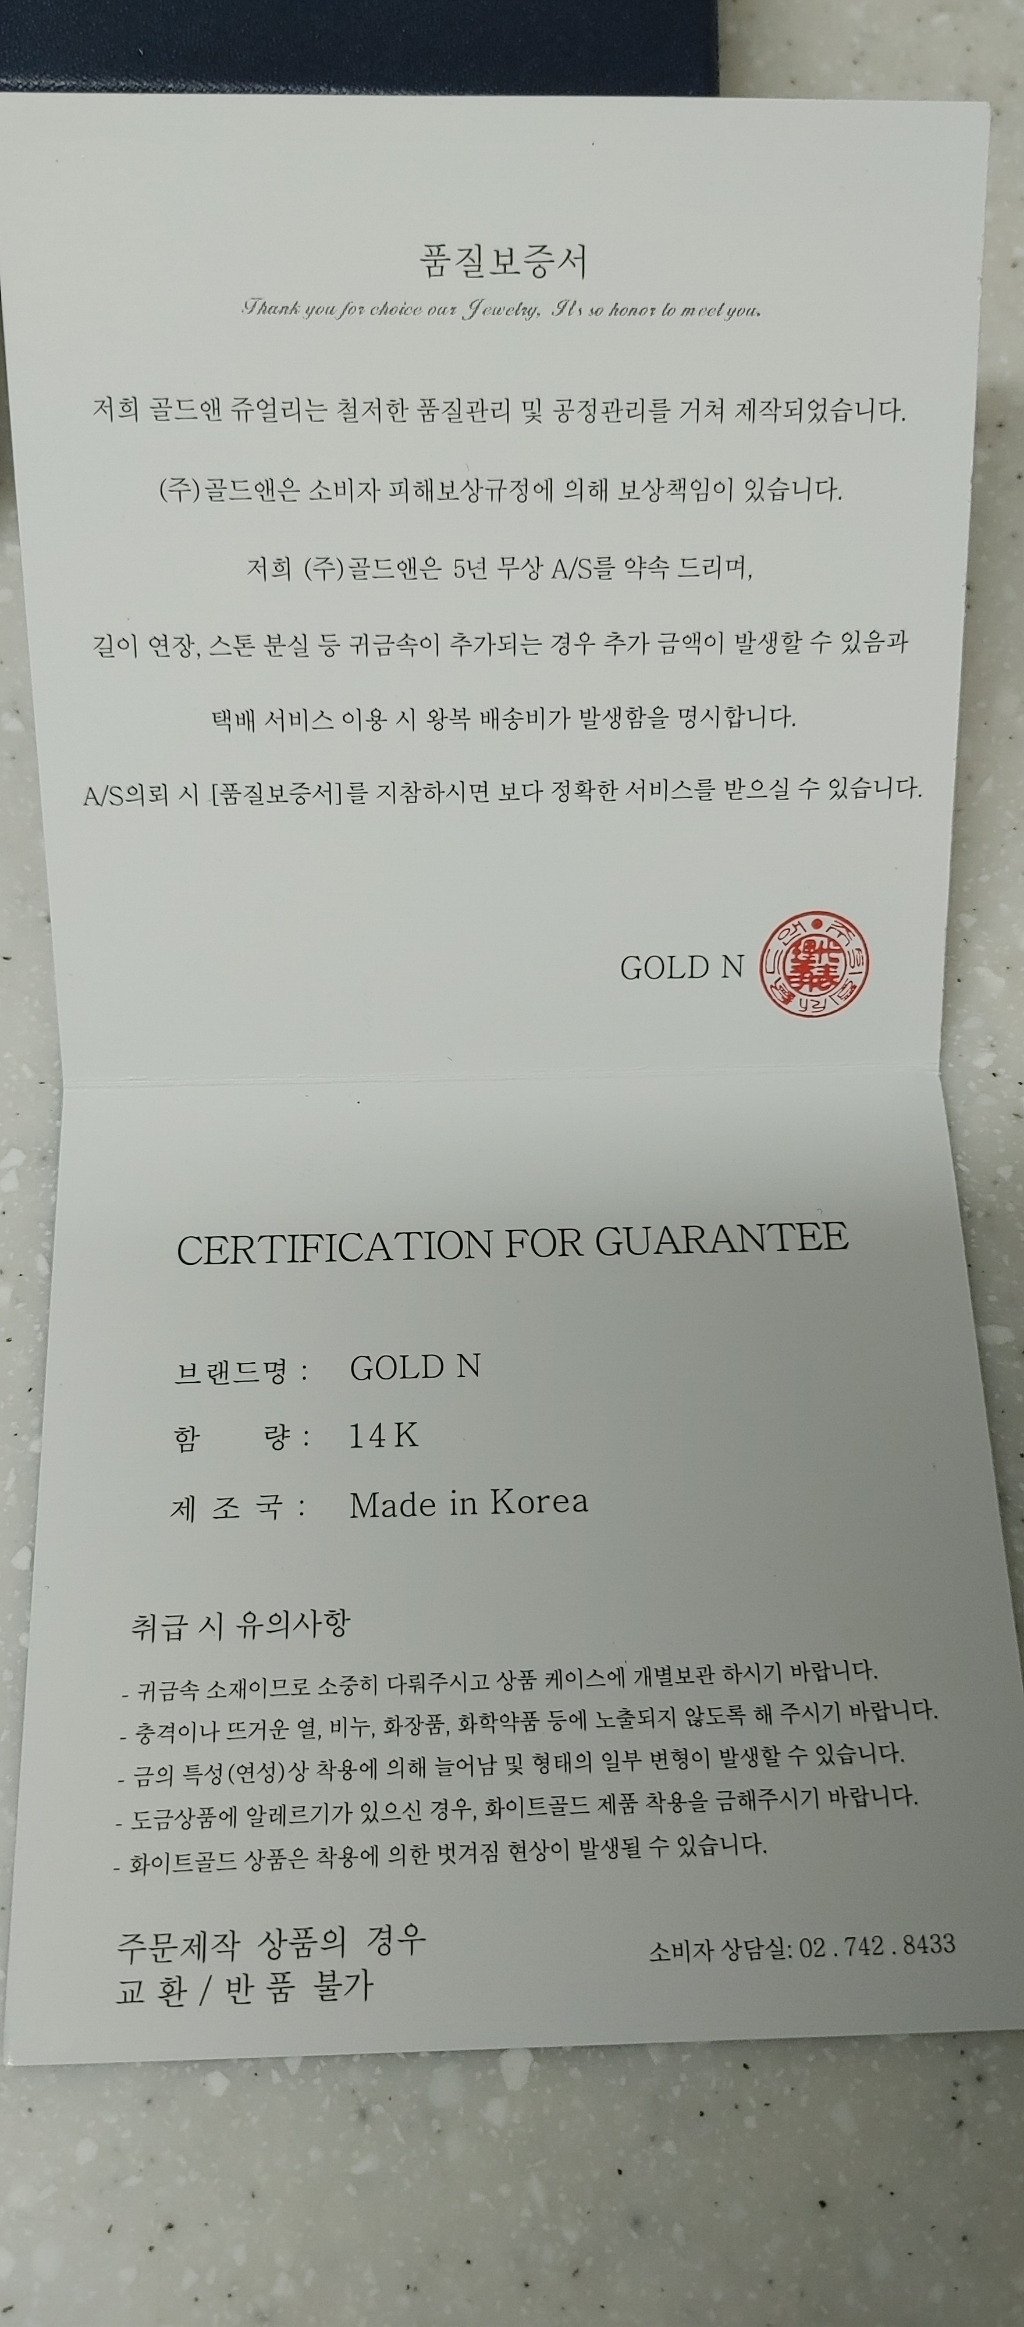 품질보증서
Thank you for choice our Jewelry. It's so honor to meet you.
저희 골드앤 쥬얼리는 철저한 품질관리 및 공정관리를 거쳐 제작되었습니다.
(주)골드앤은 소비자 피해보상규정에 의해 보상책임이 있습니다.
저희 (주)골드앤은 5년 무상 A/S를 약속 드리며,
길이 연장, 스톤 분실 등 귀금속이 추가되는 경우 추가 금액이 발생할 수 있음과
택배 서비스 이용 시 왕복 배송비가 발생함을 명시합니다.
A/S의뢰 시 [품질보증서]를 지참하시면 보다 정확한 서비스를 받으실 수 있습니다.
GOLD N
CERTIFICATION FOR GUARANTEE
브랜드명 : GOLD N
함 량 : 14K
제 조 국 : Made in Korea
취급 시 유의사항
- 귀금속 소재이므로 소중히 다뤄주시고 상품 케이스에 개별보관 하시기 바랍니다.
- 충격이나 뜨거운 열, 비누, 화장품, 화학약품 등에 노출되지 않도록 해 주시기 바랍니다.
- 금의 특성(연성)상 착용에 의해 늘어남 및 형태의 일부 변형이 발생할 수 있습니다.
- 도금상품에 알레르기가 있으신 경우, 화이트골드 제품 착용을 금해주시기 바랍니다.
- 화이트골드 상품은 착용에 의한 벗겨짐 현상이 발생될 수 있습니다.
주문제작 상품의 경우
교 환 / 반 품 불가
소비자 상담실: 02 . 742 . 8433